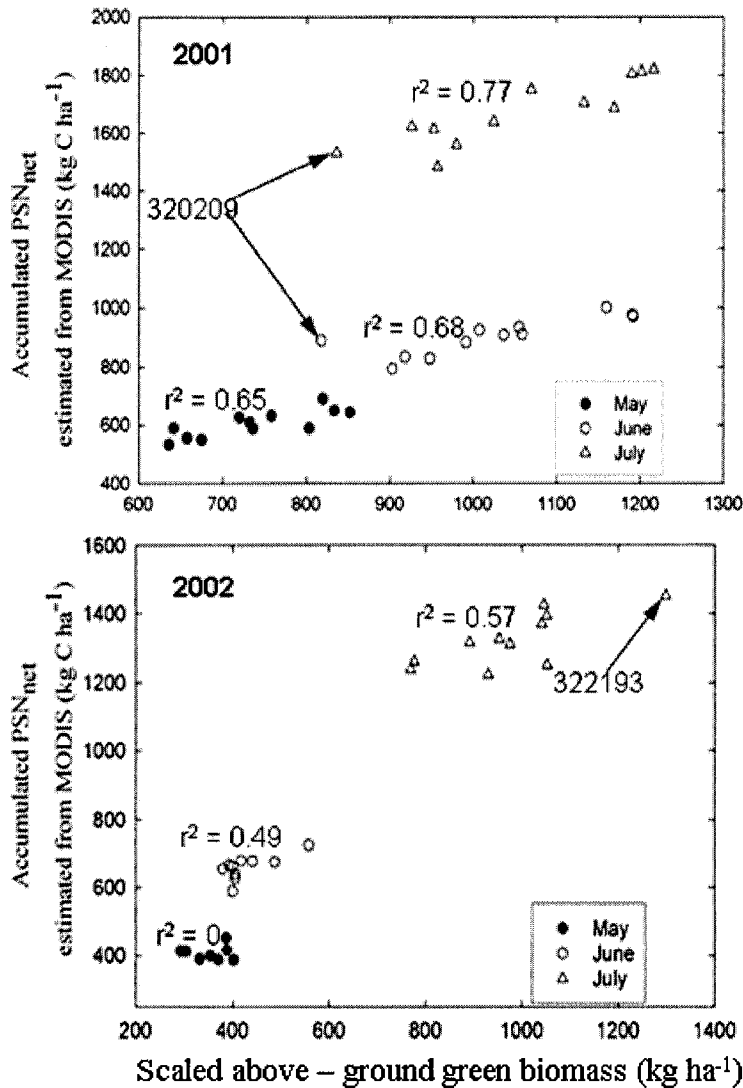 2000
1800
1600
1400
1200
1000
800
600
400
2001
r² = 0.77
320209
r² = 0.68
r² = 0.65
May
June
July
600 700 800 900 1000 1100 1200 1300
Accumulated PSNnet
estimated from MODIS (kg C ha⁻¹)
1600
1400
1200
1000
800
600
400
2002
r² = 0.57
322193
r² = 0.49
r² = 0
May
June
July
200 400 600 800 1000 1200 1400
Accumulated PSNnet
estimated from MODIS (kg C ha⁻¹)
Scaled above – ground green biomass (kg ha⁻¹)